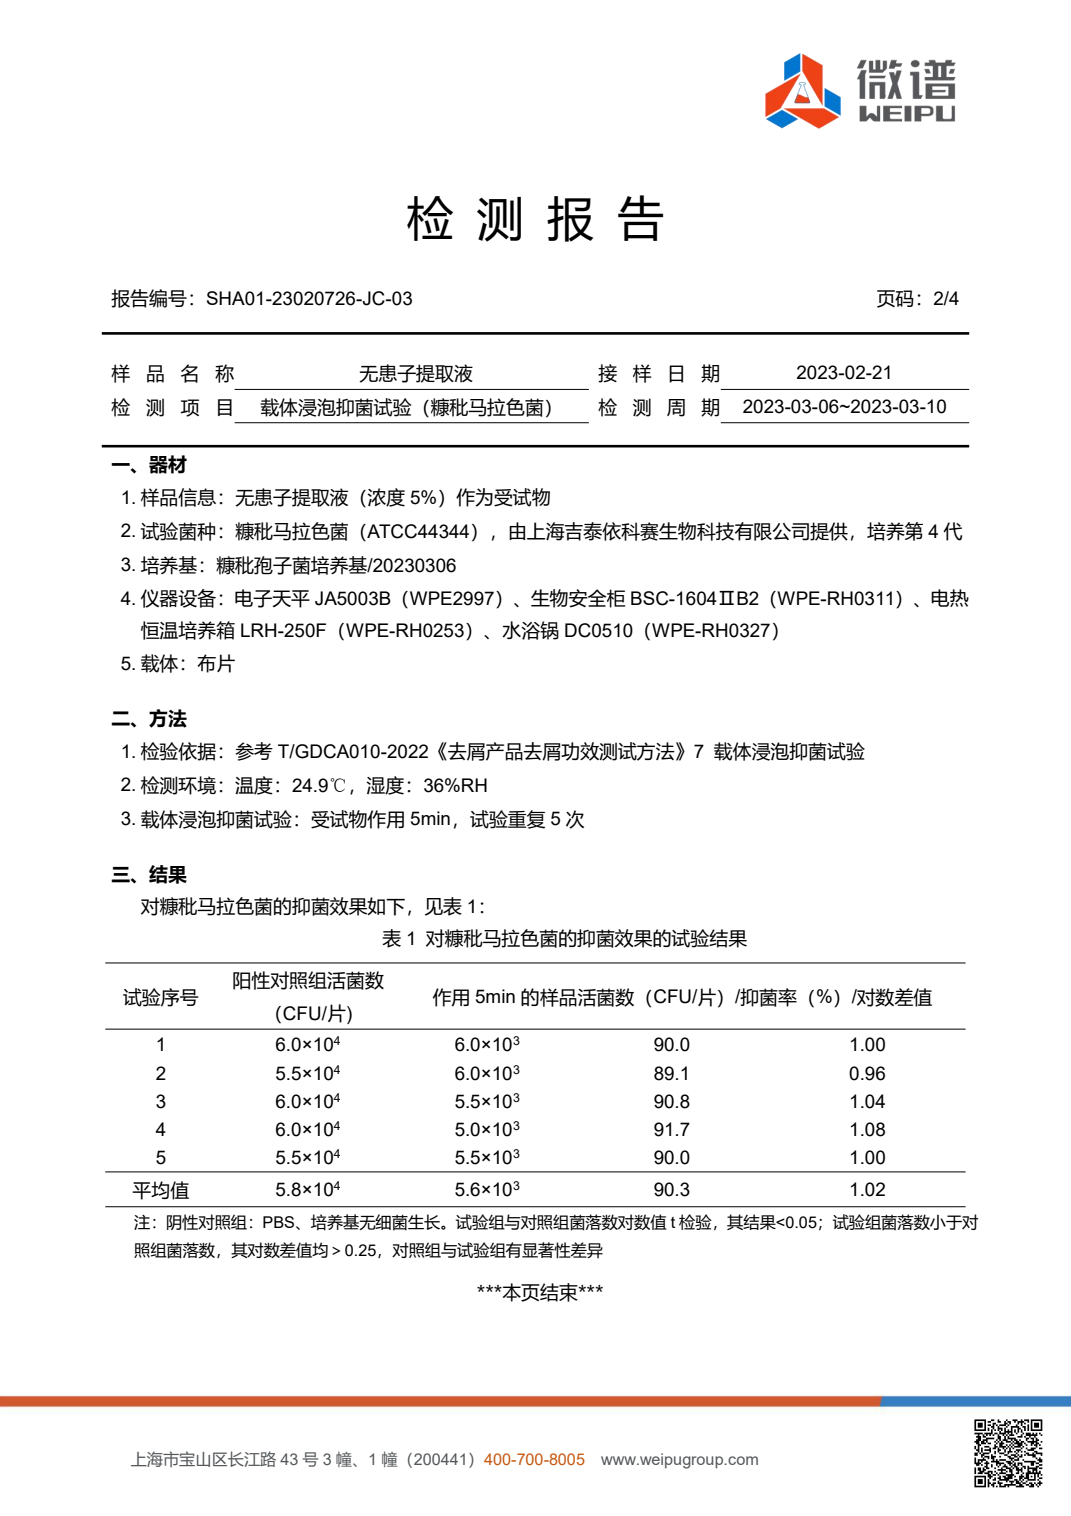 微谱
WEIPU
检测报告
报告编号：SHA01-23020726-JC-03 页码：2/4
样品名称 无患子提取液 接样日期 2023-02-21
检测项目 载体浸泡抑菌试验（糠秕马拉色菌） 检测周期 2023-03-06~2023-03-10
一、器材
1. 样品信息：无患子提取液（浓度 5%）作为受试物
2. 试验菌种：糠秕马拉色菌（ATCC44344），由上海吉泰依科赛生物科技有限公司提供，培养第 4 代
3. 培养基：糠秕孢子菌培养基/20230306
4. 仪器设备：电子天平 JA5003B（WPE2997）、生物安全柜 BSC-1604ⅡB2（WPE-RH0311）、电热
恒温培养箱 LRH-250F（WPE-RH0253）、水浴锅 DC0510（WPE-RH0327）
5. 载体：布片
二、方法
1. 检验依据：参考 T/GDCA010-2022《去屑产品去屑功效测试方法》7 载体浸泡抑菌试验
2. 检测环境：温度：24.9℃，湿度：36%RH
3. 载体浸泡抑菌试验：受试物作用 5min，试验重复 5 次
三、结果
对糠秕马拉色菌的抑菌效果如下，见表 1：
表 1 对糠秕马拉色菌的抑菌效果的试验结果
试验序号 阳性对照组活菌数（CFU/片) 作用 5min 的样品活菌数（CFU/片）/抑菌率（%）/对数差值
1 6.0×10⁴ 6.0×10³ 90.0 1.00
2 5.5×10⁴ 6.0×10³ 89.1 0.96
3 6.0×10⁴ 5.5×10³ 90.8 1.04
4 6.0×10⁴ 5.0×10³ 91.7 1.08
5 5.5×10⁴ 5.5×10³ 90.0 1.00
平均值 5.8×10⁴ 5.6×10³ 90.3 1.02
注：阴性对照组：PBS、培养基无细菌生长。试验组与对照组菌落数对数值 t 检验，其结果<0.05；试验组菌落数小于对
照组菌落数，其对数差值均＞0.25，对照组与试验组有显著性差异
***本页结束***
上海市宝山区长江路 43 号 3 幢、1 幢（200441）400-700-8005 www.weipugroup.com